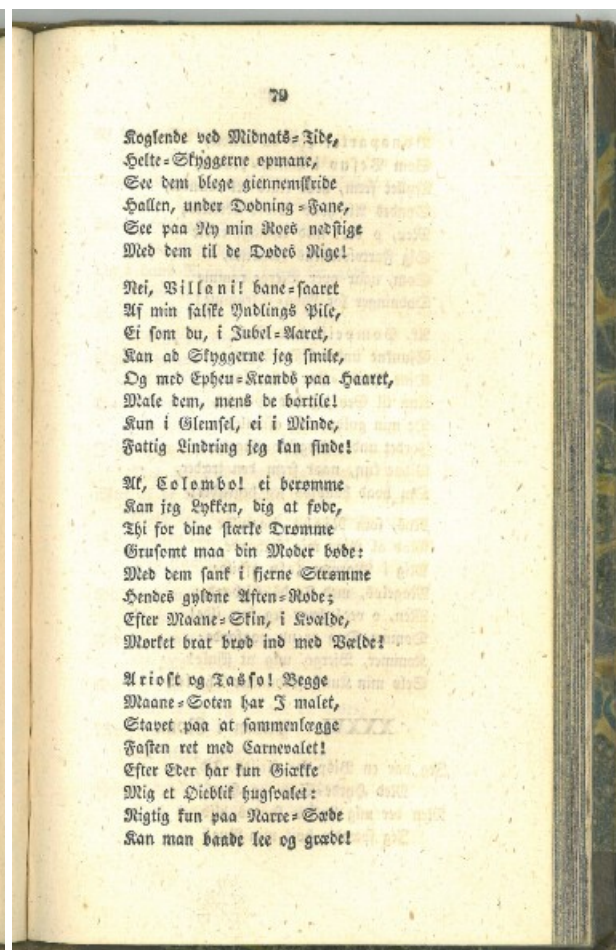 79
Koglende ved Midnats-Tide,
Helte-Skyggerne opmane,
See dem blege giennemskride
Hallen, under Dødning-Fane,
See paa Ny min Roes nedstige
Med dem til de Dødes Rige!
Nei, Villani! bane-saaret
Af min falske Yndlings Pile,
Ei som du, i Jubel-Aaret,
Kan ad Skyggerne jeg smile,
Og med Epheu-Krands paa Haaret,
Male dem, mens de bortile!
Kun i Glemsel, ei i Minde,
Fattig Lindring jeg kan finde!
Ak, Colombo! ei berømme
Kan jeg Lykken, dig at føde,
Thi for dine stærke Drømme
Grusomt maa din Moder bøde:
Med dem sank i fjerne Strømme
Hendes gyldne Aften-Røde;
Efter Maane-Skin, i Kvælde,
Mørket brat brød ind med Vælde!
Ariost og Tasso! Begge
Maane-Soten har I malet,
Stavet paa at sammenlægge
Fasten ret med Carnevalet!
Efter Eder har kun Giække
Mig et Øieblik hugsvalet:
Rigtig kun paa Narre-Sæde
Kan man baade lee og græde!